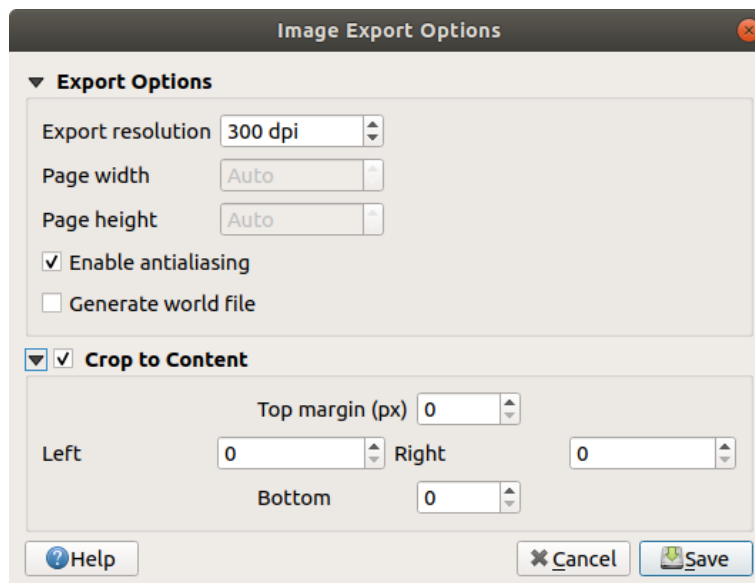 Image Export Options
Export Options
Export resolution 300 dpi
Page width Auto
Page height Auto
Enable antialiasing
Generate world file
Crop to Content
Top margin (px) 0
Left 0 Right 0
Bottom 0
Help Cancel Save